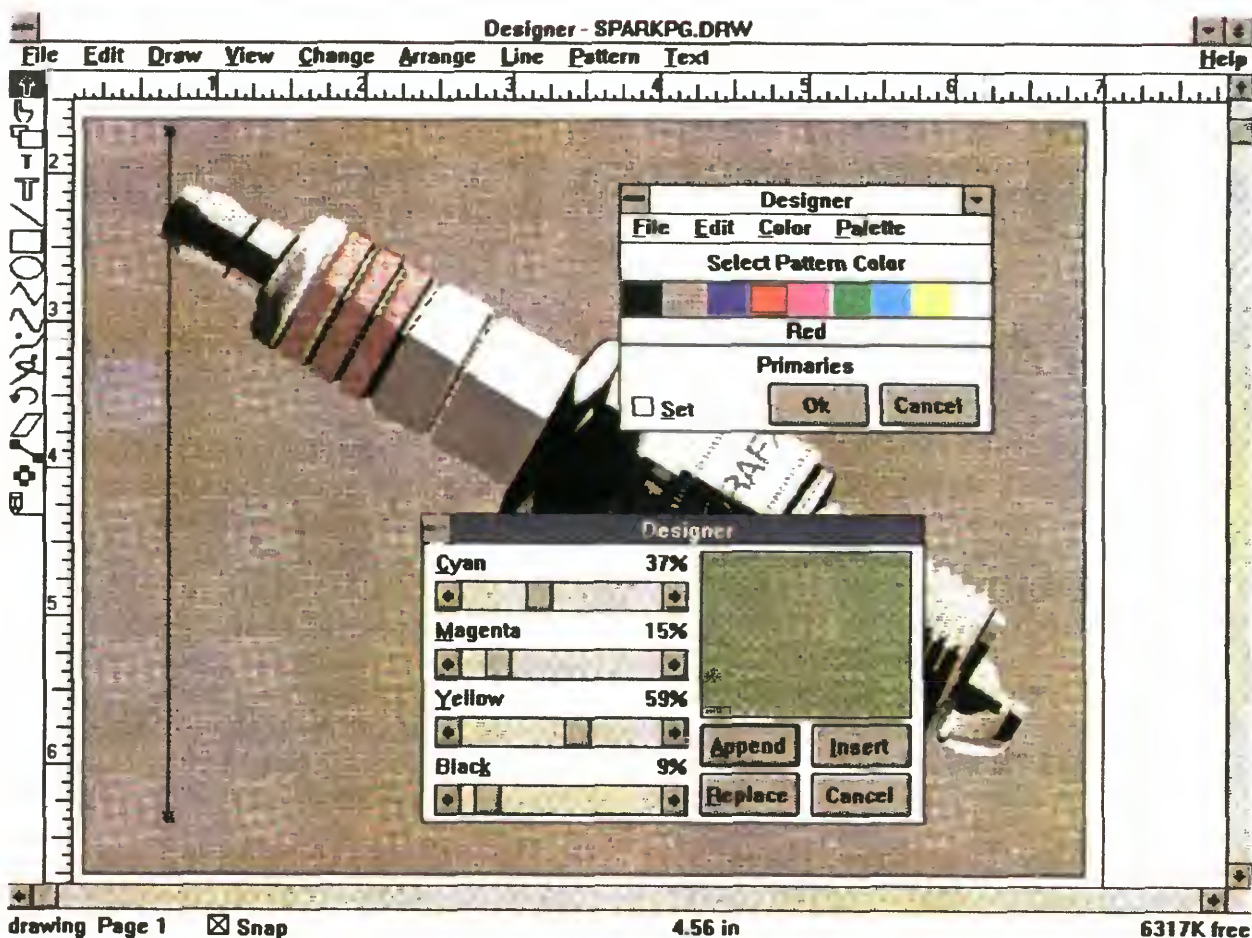 Designer - SPARKPG.DRW
File Edit Draw View Change Arrange Line Pattern Text Help
1 2 3 4 5 6 7
2
3
4
5
6
Designer
File Edit Color Palette
Select Pattern Color
Red
Primaries
Set Ok Cancel
Designer
Cyan 37%
Magenta 15%
Yellow 59%
Black 9%
Append Insert
Replace Cancel
drawing Page 1 Snap 4.56 in 6317K free